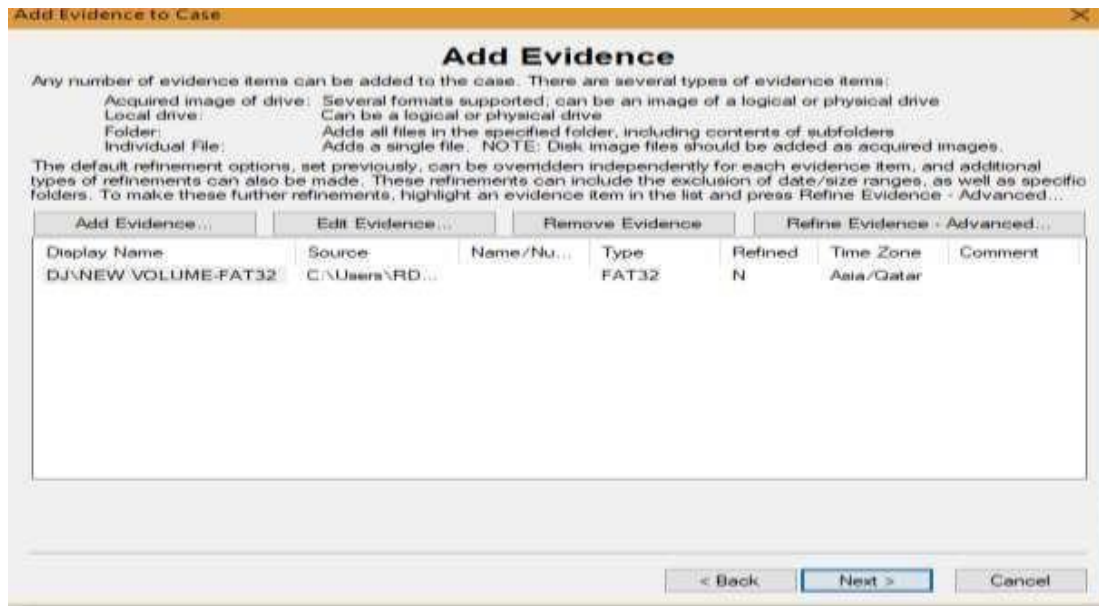 Add Evidence to Case
Add Evidence
Any number of evidence items can be added to the case. There are several types of evidence items:
Acquired image of drive: Several formats supported; can be an image of a logical or physical drive
Local drive: Can be a logical or physical drive
Folder: Adds all files in the specified folder, including contents of subfolders
Individual File: Adds a single file. NOTE: Disk image files should be added as acquired images.
The default refinement options, set previously, can be overridden independently for each evidence item, and additional
types of refinements can also be made. These refinements can include the exclusion of date/size ranges, as well as specific
folders. To make these further refinements, highlight an evidence item in the list and press Refine Evidence - Advanced...
Add Evidence... Edit Evidence... Remove Evidence Refine Evidence - Advanced...
Display Name Source Name/Nu... Type Refined Time Zone Comment
DJ\NEW VOLUME-FAT32 C:\Users\RD... FAT32 N Asia/Qatar
< Back Next > Cancel